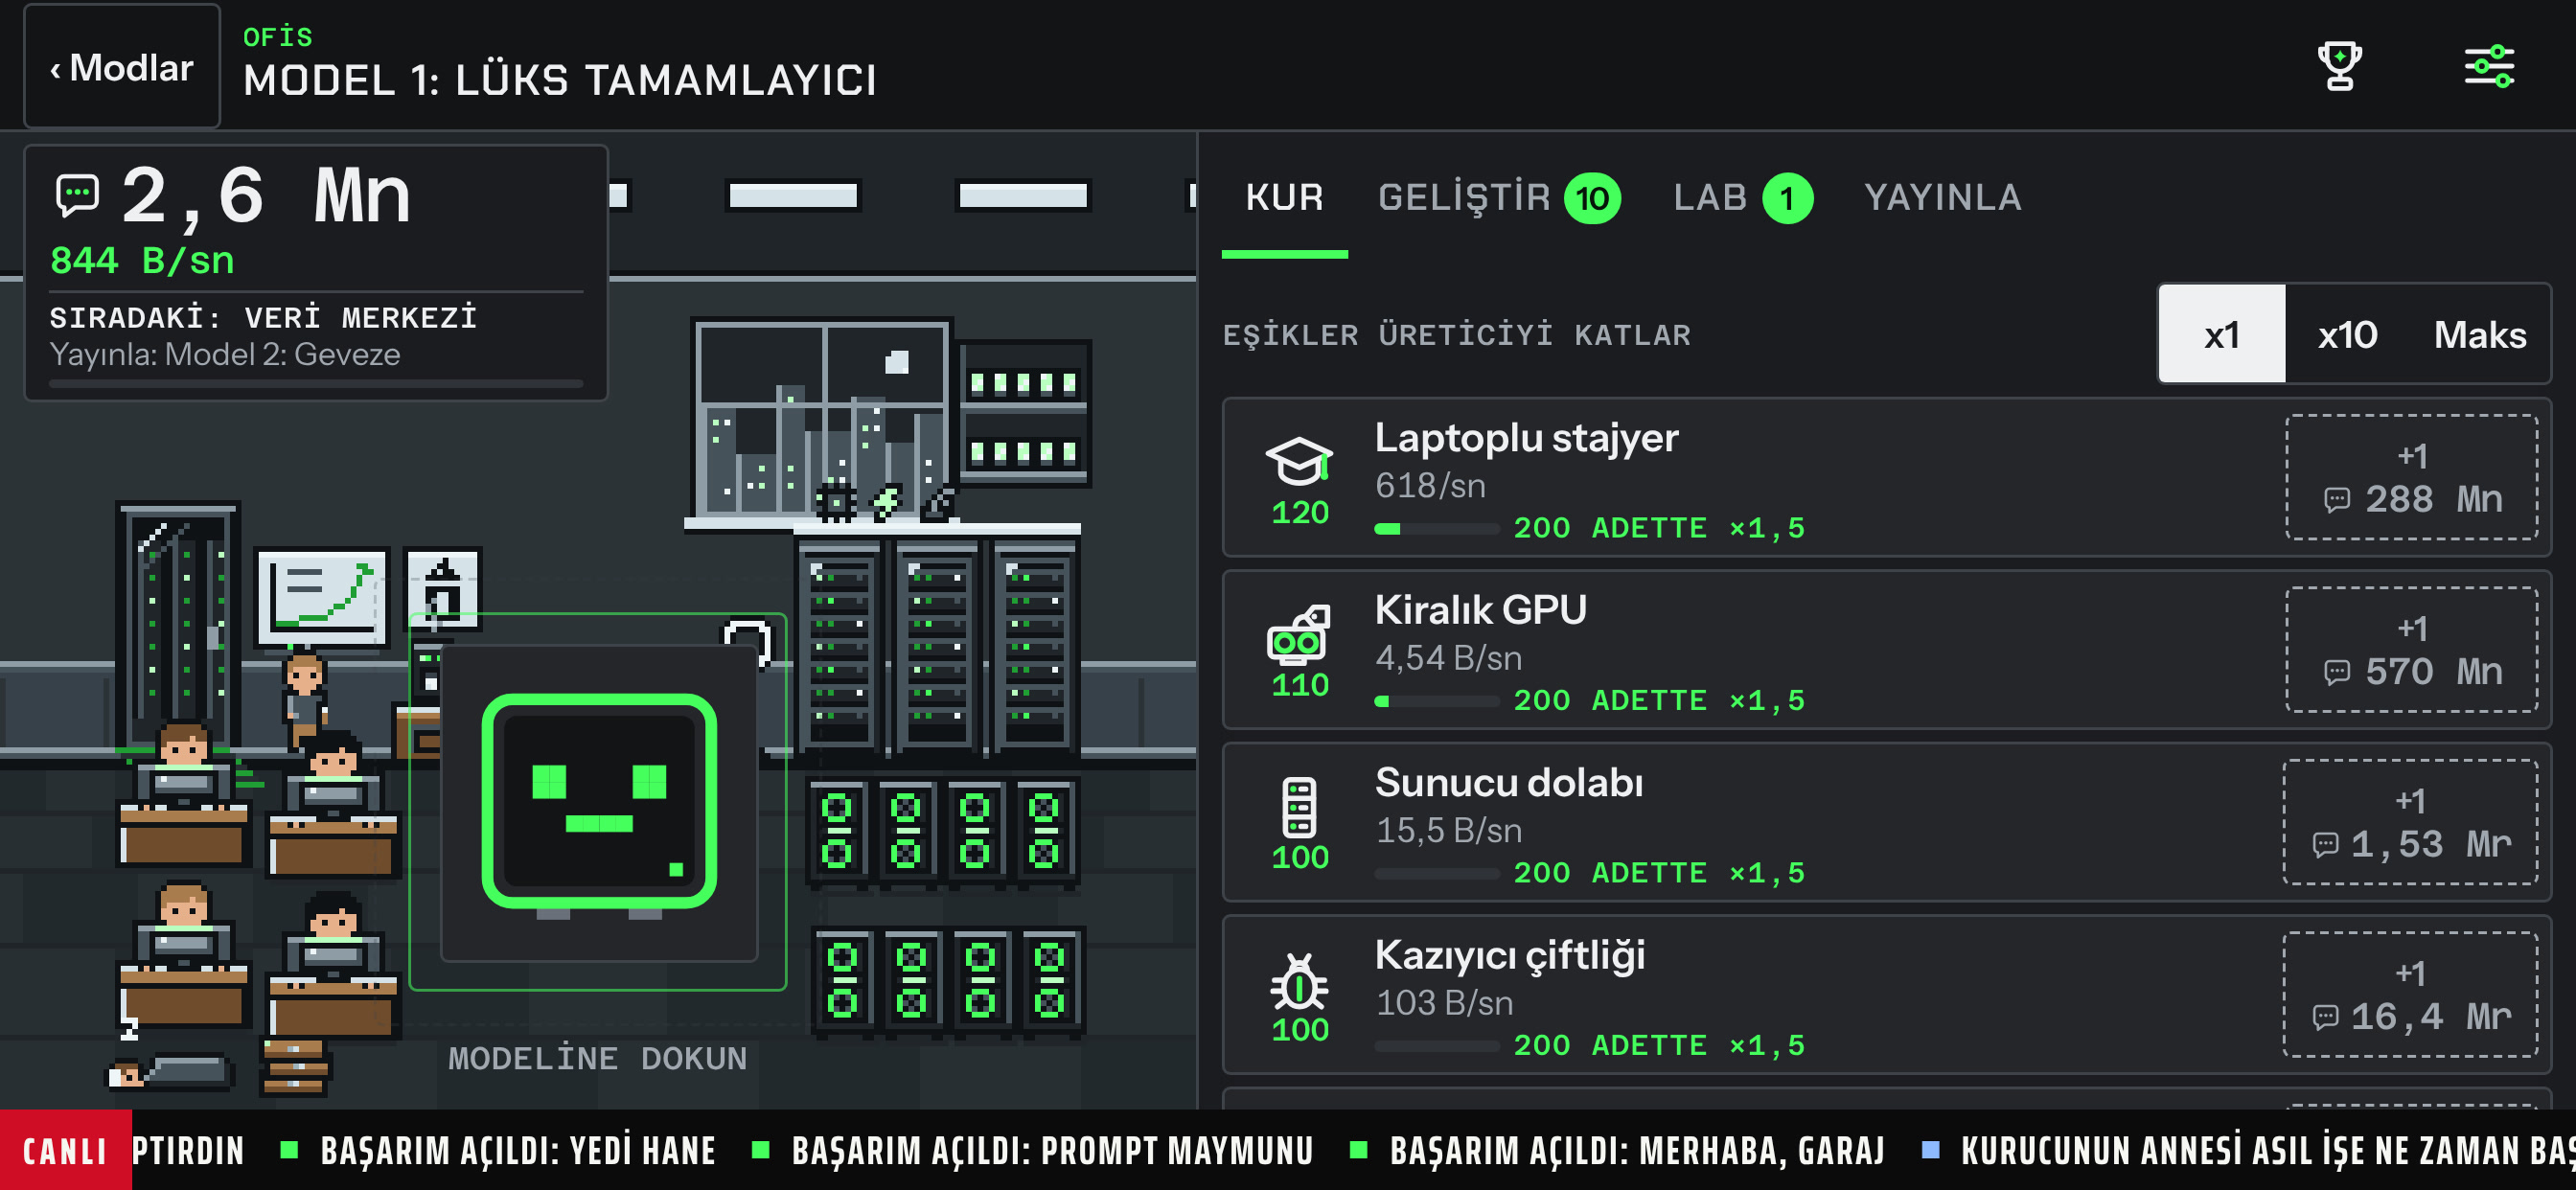 ‹ Modlar
OFİS
MODEL 1: LÜKS TAMAMLAYICI
2,6 Mn
844 B/sn
SIRADAKİ: VERİ MERKEZİ
Yayınla: Model 2: Geveze
MODELİNE DOKUN
KUR
GELİŞTİR 10
LAB 1
YAYINLA
EŞİKLER ÜRETİCİYİ KATLAR
x1
x10
Maks
Laptoplu stajyer
618/sn
120
200 ADETTE ×1,5
+1
288 Mn
Kiralık GPU
4,54 B/sn
110
200 ADETTE ×1,5
+1
570 Mn
Sunucu dolabı
15,5 B/sn
100
200 ADETTE ×1,5
+1
1,53 Mr
Kazıyıcı çiftliği
103 B/sn
100
200 ADETTE ×1,5
+1
16,4 Mr
CANLI
PTIRDIN ■ BAŞARIM AÇILDI: YEDİ HANE ■ BAŞARIM AÇILDI: PROMPT MAYMUNU ■ BAŞARIM AÇILDI: MERHABA, GARAJ ■ KURUCUNUN ANNESİ ASIL İŞE NE ZAMAN BAŞ